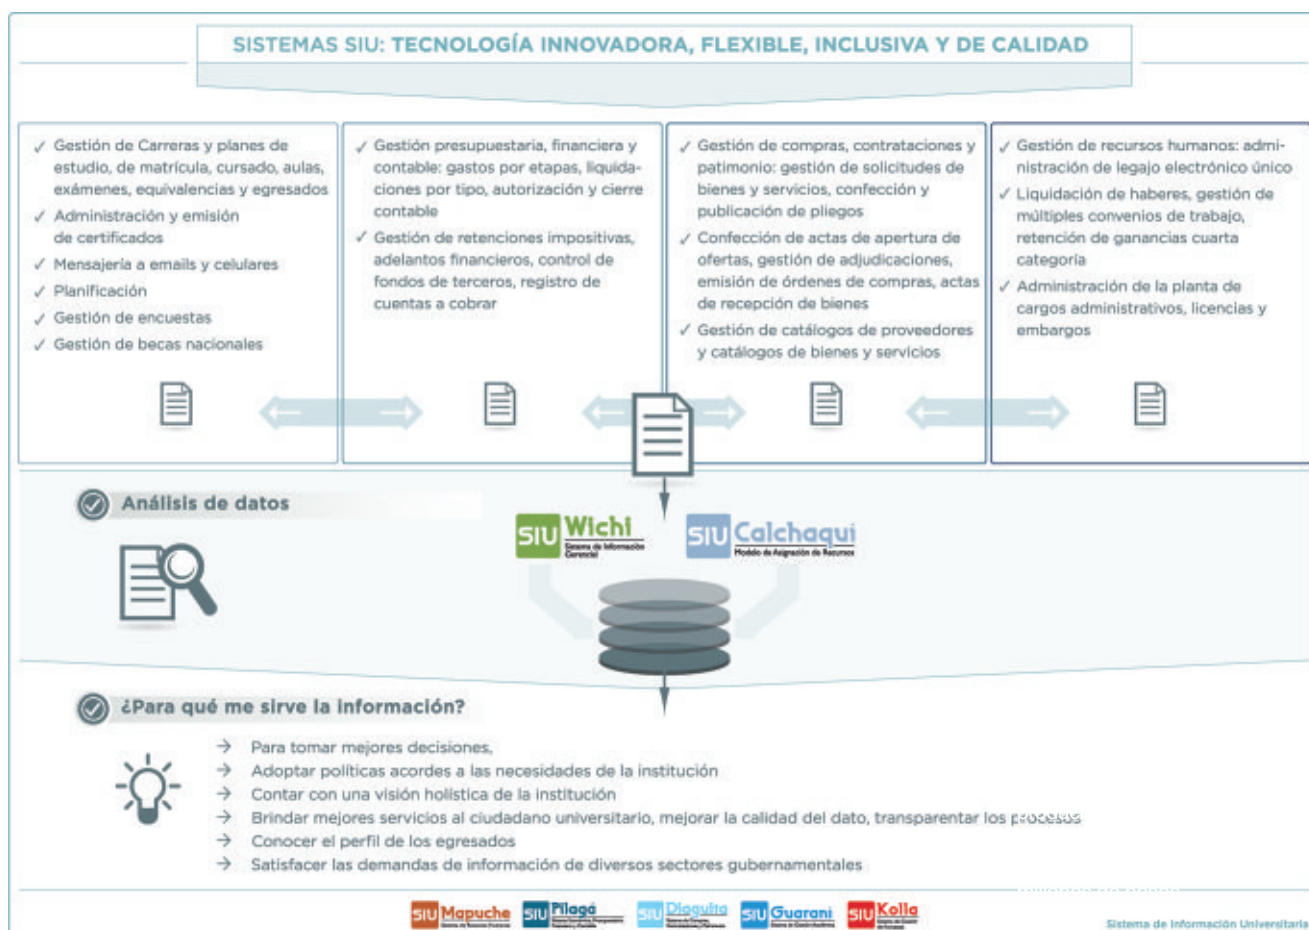 SISTEMAS SIU: TECNOLOGÍA INNOVADORA, FLEXIBLE, INCLUSIVA Y DE CALIDAD
✓ Gestión de Carreras y planes de
estudio, de matrícula, cursado, aulas,
exámenes, equivalencias y egresados
✓ Administración y emisión
de certificados
✓ Mensajería a emails y celulares
✓ Planificación
✓ Gestión de encuestas
✓ Gestión de becas nacionales
✓ Gestión presupuestaria, financiera y
contable: gastos por etapas, liquida-
ciones por tipo, autorización y cierre
contable
✓ Gestión de retenciones impositivas,
adelantos financieros, control de
fondos de terceros, registro de
cuentas a cobrar
✓ Gestión de compras, contrataciones y
patrimonio: gestión de solicitudes de
bienes y servicios, confección y
publicación de pliegos
✓ Confección de actas de apertura de
ofertas, gestión de adjudicaciones,
emisión de órdenes de compras, actas
de recepción de bienes
✓ Gestión de catálogos de proveedores
y catálogos de bienes y servicios
✓ Gestión de recursos humanos: admi-
nistración de legajo electrónico único
✓ Liquidación de haberes, gestión de
múltiples convenios de trabajo,
retención de ganancias cuarta
categoría
✓ Administración de la planta de
cargos administrativos, licencias y
embargos
Análisis de datos
SIU Wichi
Sistema de Información
Gerencial
SIU Calchaquí
Modelo de Asignación de Recursos
¿Para qué me sirve la información?
→ Para tomar mejores decisiones,
→ Adoptar políticas acordes a las necesidades de la institución
→ Contar con una visión holística de la institución
→ Brindar mejores servicios al ciudadano universitario, mejorar la calidad del dato, transparentar los procesos
→ Conocer el perfil de los egresados
→ Satisfacer las demandas de información de diversos sectores gubernamentales
SIU Mapuche
SIU Pilagá
SIU Diaguita
SIU Guaraní
SIU Kolla
Sistema de Información Universitaria